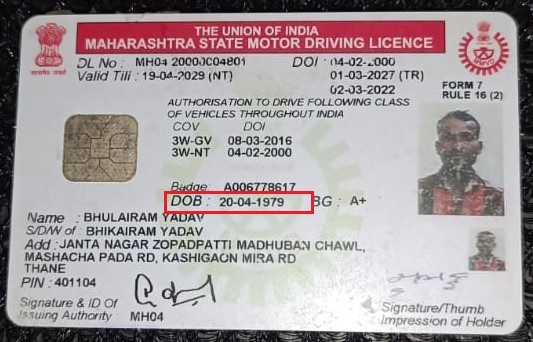 THE UNION OF INDIA
MAHARASHTRA STATE MOTOR DRIVING LICENCE
DL No : MH04 20000C04801 DOI : 04-02-2000
Valid Till : 19-04-2029 (NT) 01-03-2027 (TR)
02-03-2022
FORM 7
RULE 16 (2)
AUTHORISATION TO DRIVE FOLLOWING CLASS
OF VEHICLES THROUGHOUT INDIA
COV DOI
3W-GV 08-03-2016
3W-NT 04-02-2000
Badge A006778617
DOB : 20-04-1979 BG : A+
Name : BHULAIRAM YADAV
S/D/W of : BHIKAIRAM YADAV
Add : JANTA NAGAR ZOPADPATTI MADHUBAN CHAWL,
MASHACHA PADA RD, KASHIGAON MIRA RD
THANE
PIN : 401104
Signature & ID Of
Issuing Authority MH04
Signature/Thumb
Impression of Holder